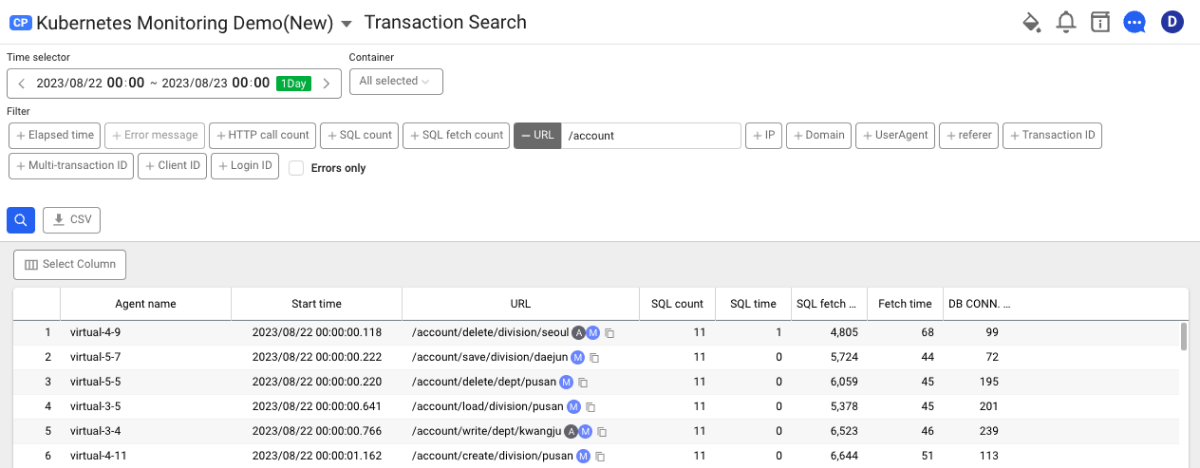 CP Kubernetes Monitoring Demo(New) Transaction Search D
Time selector Container
2023/08/22 00:00 ~ 2023/08/23 00:00 1Day All selected
Filter
+ Elapsed time + Error message + HTTP call count + SQL count + SQL fetch count − URL /account + IP + Domain + UserAgent + referer + Transaction ID
+ Multi-transaction ID + Client ID + Login ID Errors only
CSV
Select Column
Agent name Start time URL SQL count SQL time SQL fetch ... Fetch time DB CONN. ...
1 virtual-4-9 2023/08/22 00:00:00.118 /account/delete/division/seoul A M 11 1 4,805 68 99
2 virtual-5-7 2023/08/22 00:00:00.222 /account/save/division/daejun M 11 0 5,724 44 72
3 virtual-5-5 2023/08/22 00:00:00.220 /account/delete/dept/pusan M 11 0 6,059 45 195
4 virtual-3-5 2023/08/22 00:00:00.641 /account/load/division/pusan M 11 0 5,378 45 201
5 virtual-3-4 2023/08/22 00:00:00.766 /account/write/dept/kwangju A M 11 0 6,523 46 239
6 virtual-4-11 2023/08/22 00:00:01.162 /account/create/division/pusan M 11 0 6,644 51 113